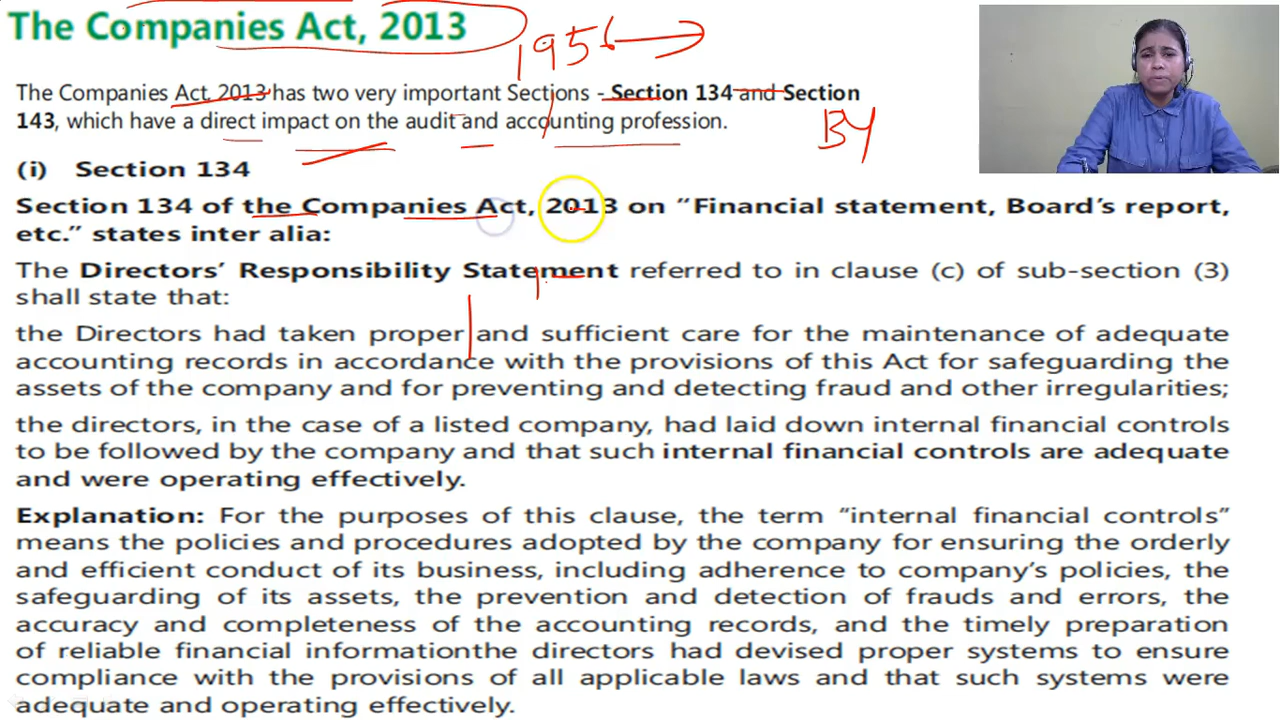 The Companies Act, 2013
1956
The Companies Act, 2013 has two very important Sections - Section 134 and Section
143, which have a direct impact on the audit and accounting profession.
BY
(i) Section 134
Section 134 of the Companies Act, 2013 on “Financial statement, Board’s report,
etc.” states inter alia:
The Directors’ Responsibility Statement referred to in clause (c) of sub-section (3)
shall state that:
the Directors had taken proper and sufficient care for the maintenance of adequate
accounting records in accordance with the provisions of this Act for safeguarding the
assets of the company and for preventing and detecting fraud and other irregularities;
the directors, in the case of a listed company, had laid down internal financial controls
to be followed by the company and that such internal financial controls are adequate
and were operating effectively.
Explanation: For the purposes of this clause, the term “internal financial controls”
means the policies and procedures adopted by the company for ensuring the orderly
and efficient conduct of its business, including adherence to company’s policies, the
safeguarding of its assets, the prevention and detection of frauds and errors, the
accuracy and completeness of the accounting records, and the timely preparation
of reliable financial informationthe directors had devised proper systems to ensure
compliance with the provisions of all applicable laws and that such systems were
adequate and operating effectively.